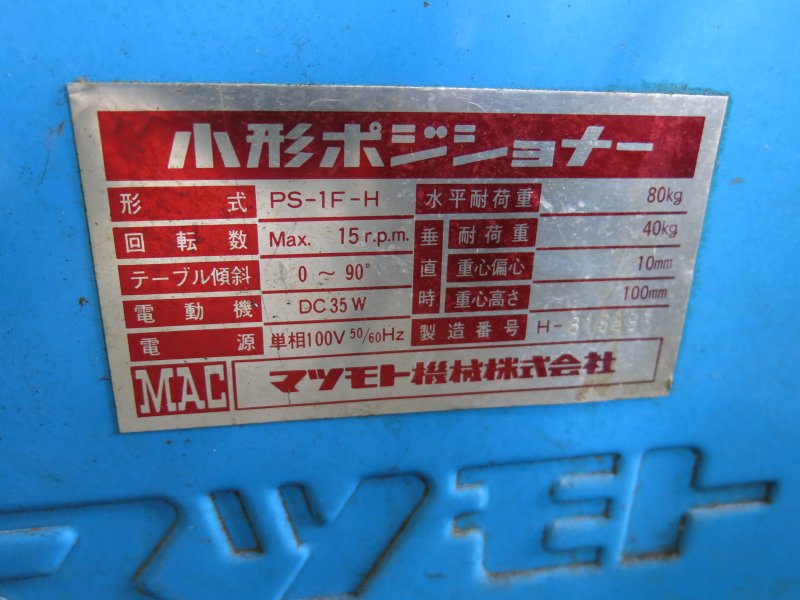 小形ポジショナー
形式 PS-1F-H 水平耐荷重 80kg
回転数 Max. 15 r.p.m. 垂直時 耐荷重 40kg
テーブル傾斜 0～90° 重心偏心 10mm
電動機 DC35W 重心高さ 100mm
電源 単相100V 50/60Hz 製造番号 H-
MAC マツモト機械株式会社
マツモト